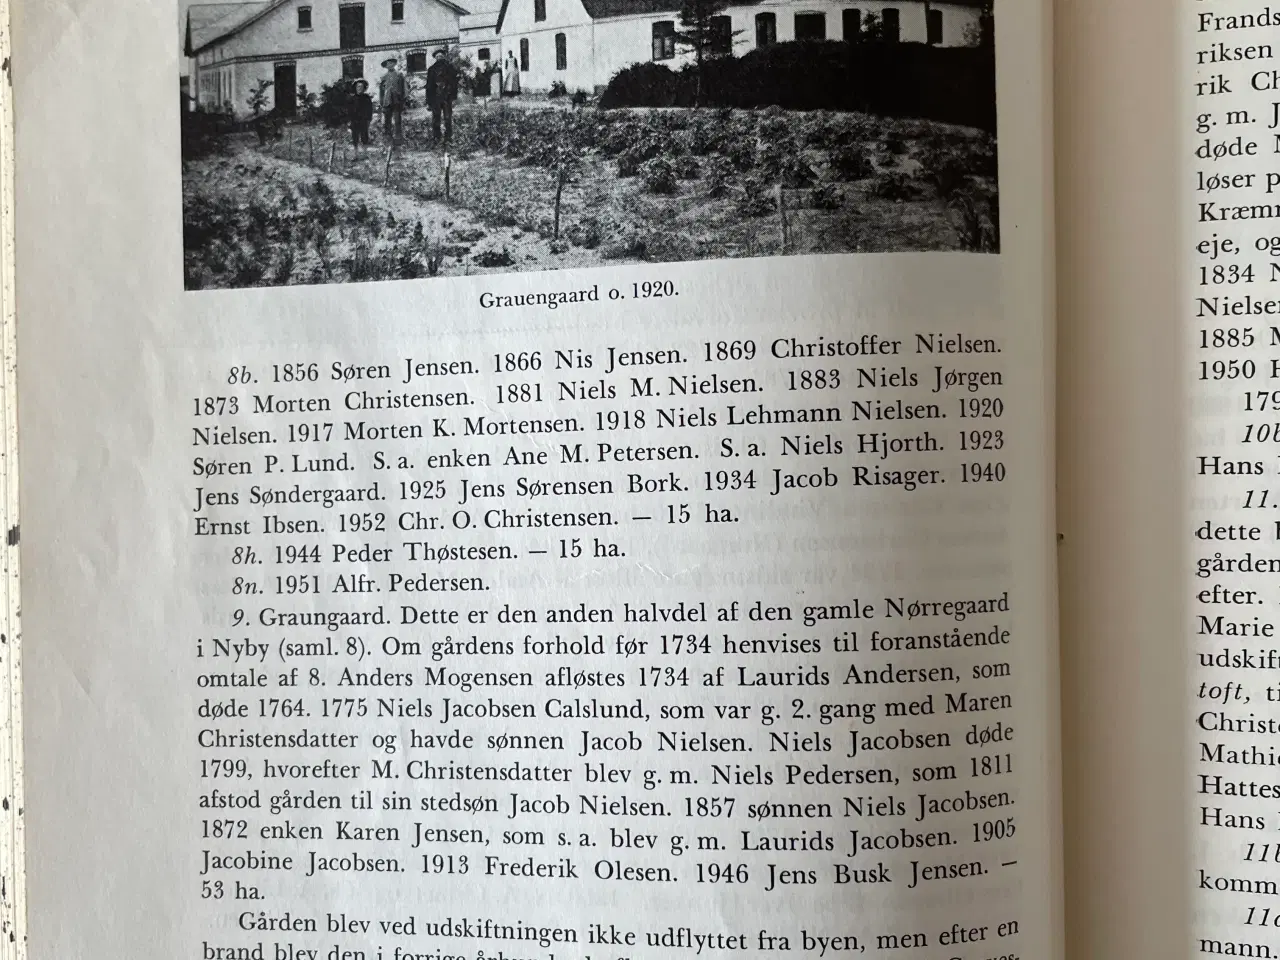 Grauengaard o. 1920.
8b. 1856 Søren Jensen. 1866 Nis Jensen. 1869 Christoffer Nielsen.
1873 Morten Christensen. 1881 Niels M. Nielsen. 1883 Niels Jørgen
Nielsen. 1917 Morten K. Mortensen. 1918 Niels Lehmann Nielsen. 1920
Søren P. Lund. S. a. enken Ane M. Petersen. S. a. Niels Hjorth. 1923
Jens Søndergaard. 1925 Jens Sørensen Bork. 1934 Jacob Risager. 1940
Ernst Ibsen. 1952 Chr. O. Christensen. — 15 ha.
8h. 1944 Peder Thøstesen. — 15 ha.
8n. 1951 Alfr. Pedersen.
9. Graungaard. Dette er den anden halvdel af den gamle Nørregaard
i Nyby (saml. 8). Om gårdens forhold før 1734 henvises til foranstående
omtale af 8. Anders Mogensen afløstes 1734 af Laurids Andersen, som
døde 1764. 1775 Niels Jacobsen Calslund, som var g. 2. gang med Maren
Christensdatter og havde sønnen Jacob Nielsen. Niels Jacobsen døde
1799, hvorefter M. Christensdatter blev g. m. Niels Pedersen, som 1811
afstod gården til sin stedsøn Jacob Nielsen. 1857 sønnen Niels Jacobsen.
1872 enken Karen Jensen, som s. a. blev g. m. Laurids Jacobsen. 1905
Jacobine Jacobsen. 1913 Frederik Olesen. 1946 Jens Busk Jensen. —
53 ha.
Gården blev ved udskiftningen ikke udflyttet fra byen, men efter en
brand blev den i forrige
Frands
riksen
rik
g. m.
døde
løser
eje, og
1834
1885
1950
10b
Hans
11.
dette
gården
efter.
Marie
toft,
Hans
11b
mann.